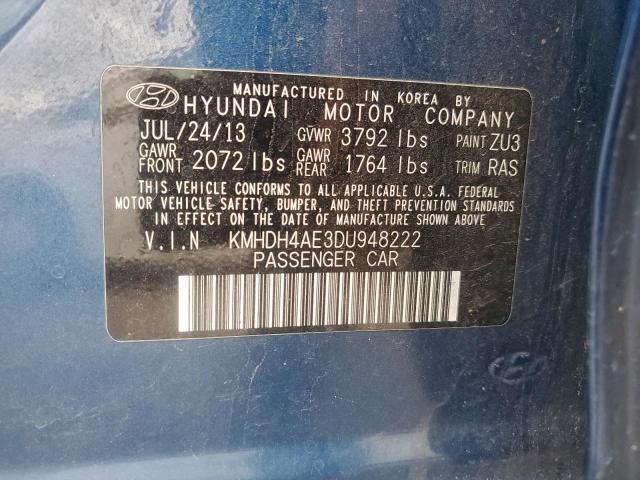 MANUFACTURED IN KOREA BY
HYUNDAI MOTOR COMPANY
JUL/24/13 GVWR 3792 lbs PAINT ZU3
GAWR FRONT 2072 lbs GAWR REAR 1764 lbs TRIM RAS
THIS VEHICLE CONFORMS TO ALL APPLICABLE U.S.A. FEDERAL
MOTOR VEHICLE SAFETY, BUMPER, AND THEFT PREVENTION STANDARDS
IN EFFECT ON THE DATE OF MANUFACTURE SHOWN ABOVE.
V.I.N KMHDH4AE3DU948222
PASSENGER CAR